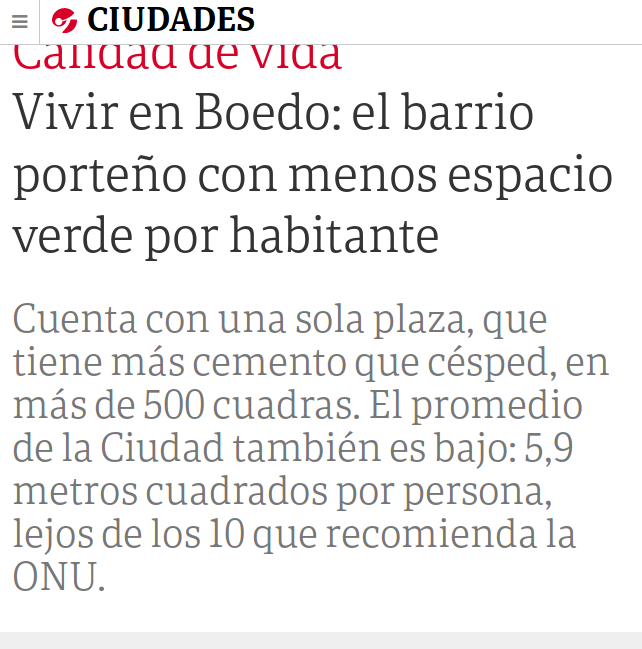 CIUDADES
Calidad de vida
Vivir en Boedo: el barrio
porteño con menos espacio
verde por habitante
Cuenta con una sola plaza, que
tiene más cemento que césped, en
más de 500 cuadras. El promedio
de la Ciudad también es bajo: 5,9
metros cuadrados por persona,
lejos de los 10 que recomienda la
ONU.